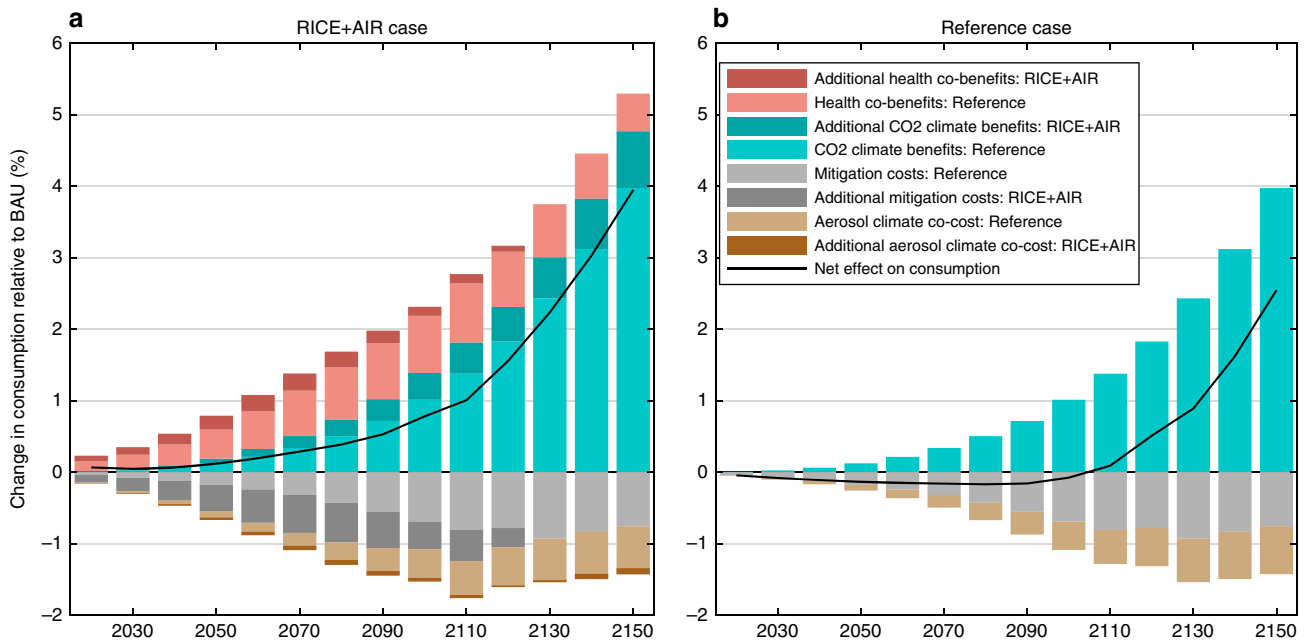 a
RICE+AIR case
Change in consumption relative to BAU (%)
6
5
4
3
2
1
0
–1
–2
2030
2050
2070
2090
2110
2130
2150
b
Reference case
6
5
4
3
2
1
0
–1
–2
Additional health co-benefits: RICE+AIR
Health co-benefits: Reference
Additional CO2 climate benefits: RICE+AIR
CO2 climate benefits: Reference
Mitigation costs: Reference
Additional mitigation costs: RICE+AIR
Aerosol climate co-cost: Reference
Additional aerosol climate co-cost: RICE+AIR
Net effect on consumption
2030
2050
2070
2090
2110
2130
2150